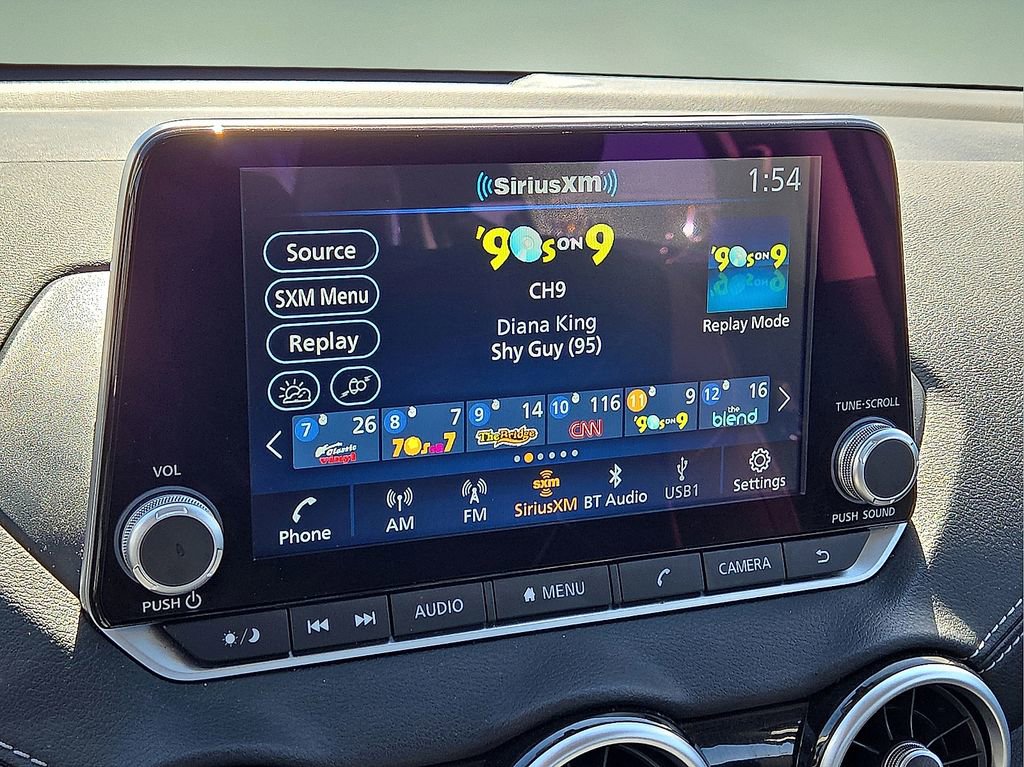 SiriusXM
1:54
Source
SXM Menu
Replay
'90s ON 9
CH9
Diana King
Shy Guy (95)
'90s ON 9
Replay Mode
7 26 Classic Vinyl
8 7 70s on 7
9 14 The Bridge
10 116 CNN
11 9 '90s ON 9
12 16 the blend
Phone
AM
FM
sxm
SiriusXM
BT Audio
USB1
Settings
VOL
PUSH
TUNE·SCROLL
PUSH SOUND
AUDIO
MENU
CAMERA